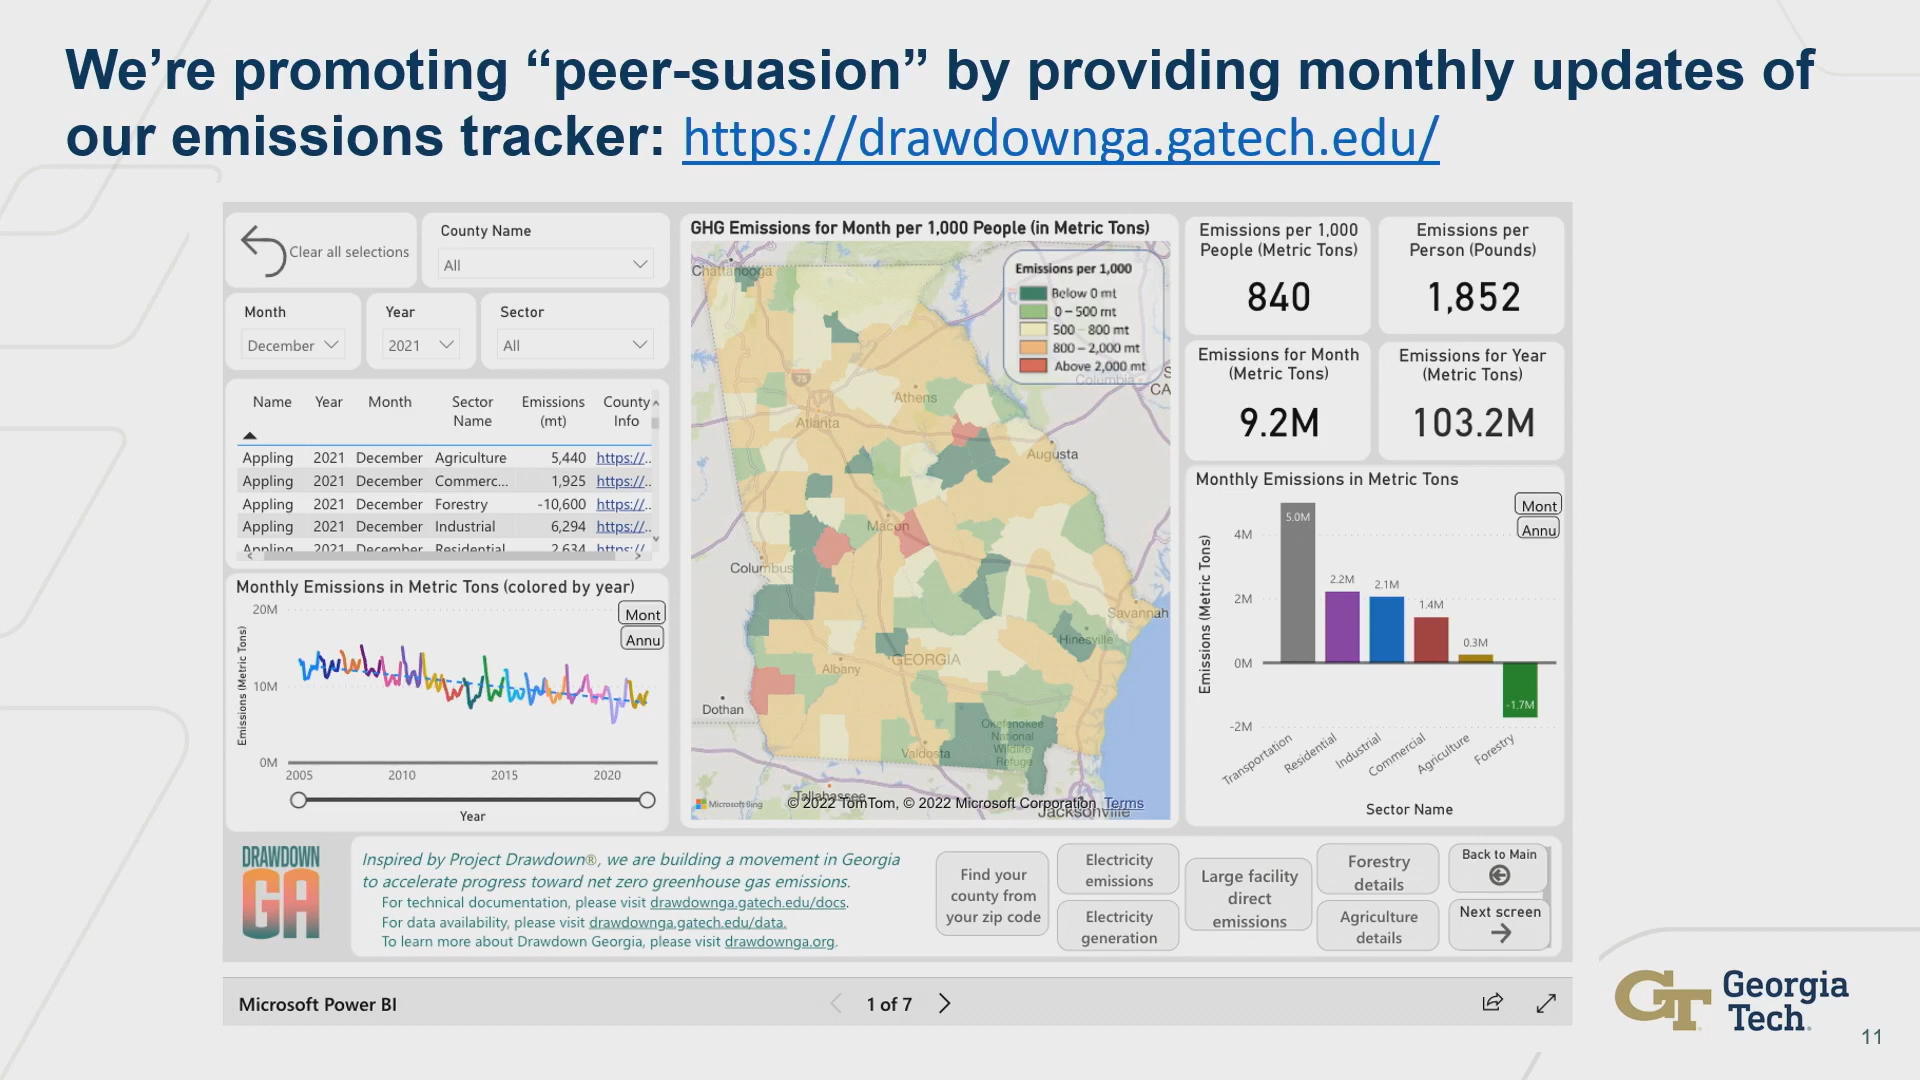 We’re promoting “peer-suasion” by providing monthly updates of
our emissions tracker: https://drawdownga.gatech.edu/
Clear all selections
County Name
All
Month
December
Year
2021
Sector
All
Name Year Month Sector Name Emissions (mt) County Info
Appling 2021 December Agriculture 5,440 https://..
Appling 2021 December Commerc... 1,925 https://..
Appling 2021 December Forestry -10,600 https://..
Appling 2021 December Industrial 6,294 https://..
Appling 2021 December Residential 2,634 https://
Monthly Emissions in Metric Tons (colored by year)
Mont
Annu
Emissions (Metric Tons)
20M
10M
0M
2005 2010 2015 2020
Year
GHG Emissions for Month per 1,000 People (in Metric Tons)
Emissions per 1,000
Below 0 mt
0 – 500 mt
500 – 800 mt
800 – 2,000 mt
Above 2,000 mt
Chattanooga
Columbia
S
CA
75
Athens
Atlanta
Augusta
Macon
Columbus
Savannah
Hinesville
GEORGIA
Albany
Dothan
Okefenokee
National
Wildlife
Refuge
Valdosta
Tallahassee
Microsoft Bing
© 2022 TomTom, © 2022 Microsoft Corporation Terms
Jacksonville
Emissions per 1,000
People (Metric Tons)
840
Emissions per
Person (Pounds)
1,852
Emissions for Month
(Metric Tons)
9.2M
Emissions for Year
(Metric Tons)
103.2M
Monthly Emissions in Metric Tons
Mont
Annu
Emissions (Metric Tons)
4M
2M
0M
-2M
5.0M
2.2M
2.1M
1.4M
0.3M
-1.7M
Transportation
Residential
Industrial
Commercial
Agriculture
Forestry
Sector Name
DRAWDOWN
GA
Inspired by Project Drawdown®, we are building a movement in Georgia
to accelerate progress toward net zero greenhouse gas emissions.
For technical documentation, please visit drawdownga.gatech.edu/docs.
For data availability, please visit drawdownga.gatech.edu/data.
To learn more about Drawdown Georgia, please visit drawdownga.org.
Find your
county from
your zip code
Electricity
emissions
Electricity
generation
Large facility
direct
emissions
Forestry
details
Agriculture
details
Back to Main
Next screen
Microsoft Power BI
1 of 7
GT
Georgia
Tech.
11